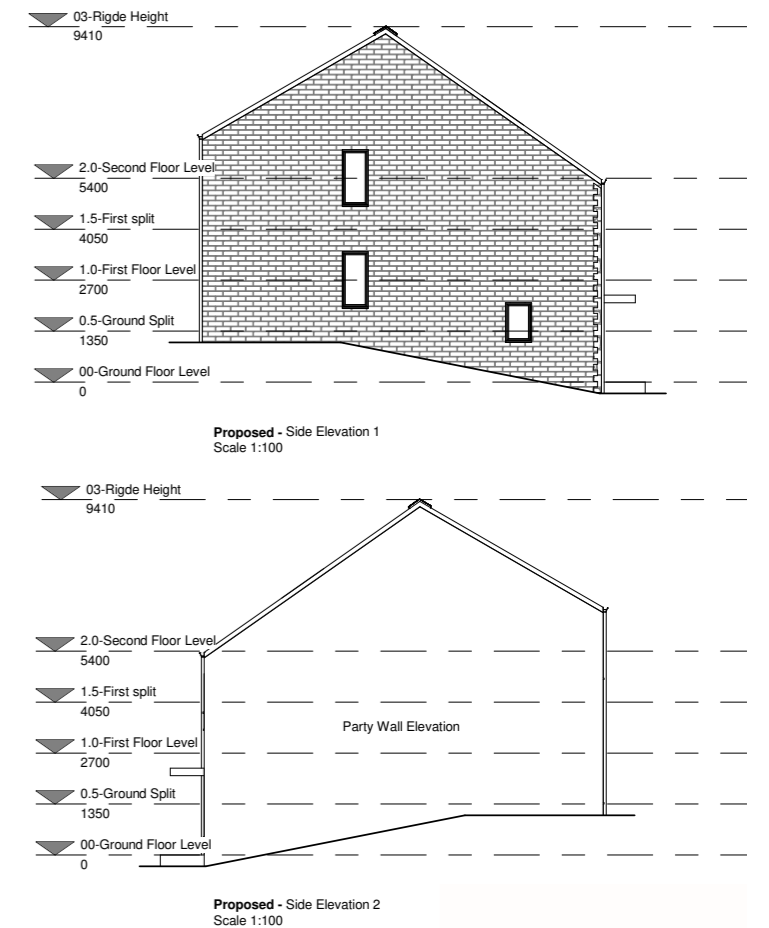 03-Rigde Height
9410
2.0-Second Floor Level
5400
1.5-First split
4050
1.0-First Floor Level
2700
0.5-Ground Split
1350
00-Ground Floor Level
0
Proposed - Side Elevation 1
Scale 1:100
03-Rigde Height
9410
2.0-Second Floor Level
5400
1.5-First split
4050
Party Wall Elevation
1.0-First Floor Level
2700
0.5-Ground Split
1350
00-Ground Floor Level
0
Proposed - Side Elevation 2
Scale 1:100